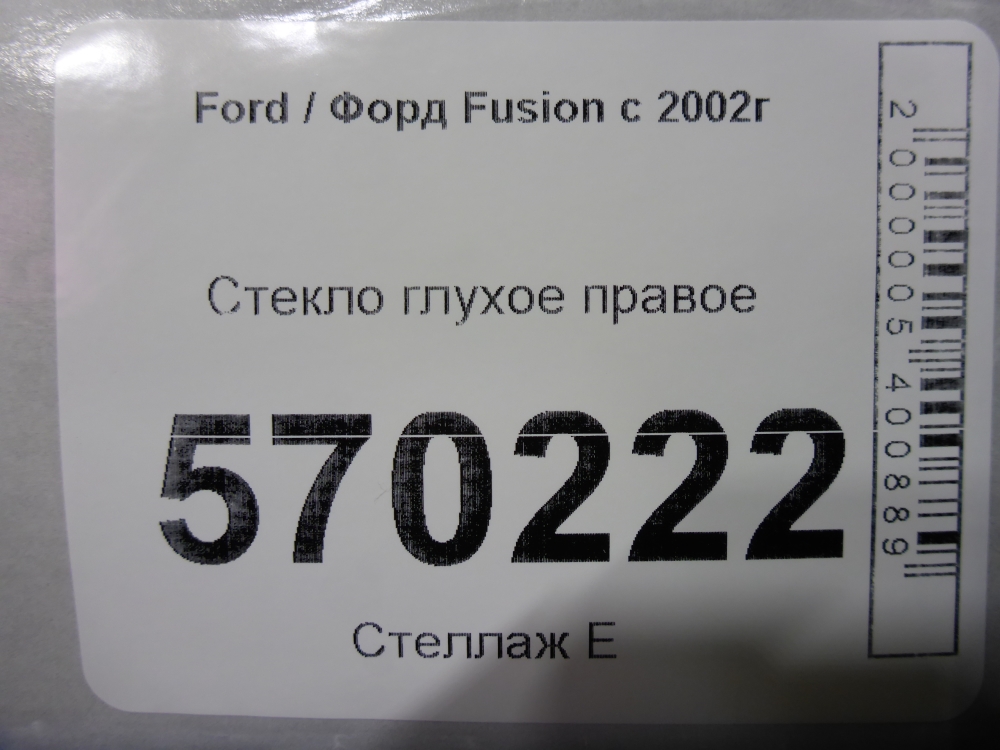 Ford / Форд Fusion с 2002г
Стекло глухое правое
570222
Стеллаж Е
2000005400889